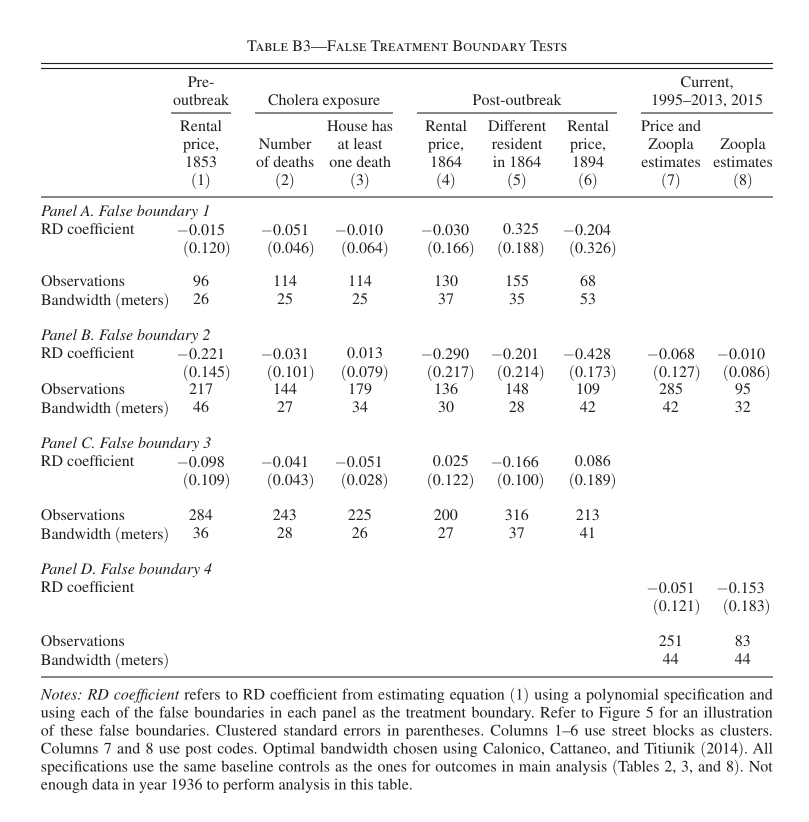 TABLE B3—FALSE TREATMENT BOUNDARY TESTS
Pre-outbreak Cholera exposure Post-outbreak Current, 1995–2013, 2015
Rental price, 1853 (1) Number of deaths (2) House has at least one death (3) Rental price, 1864 (4) Different resident in 1864 (5) Rental price, 1894 (6) Price and Zoopla estimates (7) Zoopla estimates (8)
Panel A. False boundary 1
RD coefficient −0.015 −0.051 −0.010 −0.030 0.325 −0.204
(0.120) (0.046) (0.064) (0.166) (0.188) (0.326)
Observations 96 114 114 130 155 68
Bandwidth (meters) 26 25 25 37 35 53
Panel B. False boundary 2
RD coefficient −0.221 −0.031 0.013 −0.290 −0.201 −0.428 −0.068 −0.010
(0.145) (0.101) (0.079) (0.217) (0.214) (0.173) (0.127) (0.086)
Observations 217 144 179 136 148 109 285 95
Bandwidth (meters) 46 27 34 30 28 42 42 32
Panel C. False boundary 3
RD coefficient −0.098 −0.041 −0.051 0.025 −0.166 0.086
(0.109) (0.043) (0.028) (0.122) (0.100) (0.189)
Observations 284 243 225 200 316 213
Bandwidth (meters) 36 28 26 27 37 41
Panel D. False boundary 4
RD coefficient −0.051 −0.153
(0.121) (0.183)
Observations 251 83
Bandwidth (meters) 44 44
Notes: RD coefficient refers to RD coefficient from estimating equation (1) using a polynomial specification and
using each of the false boundaries in each panel as the treatment boundary. Refer to Figure 5 for an illustration
of these false boundaries. Clustered standard errors in parentheses. Columns 1–6 use street blocks as clusters.
Columns 7 and 8 use post codes. Optimal bandwidth chosen using Calonico, Cattaneo, and Titiunik (2014). All
specifications use the same baseline controls as the ones for outcomes in main analysis (Tables 2, 3, and 8). Not
enough data in year 1936 to perform analysis in this table.